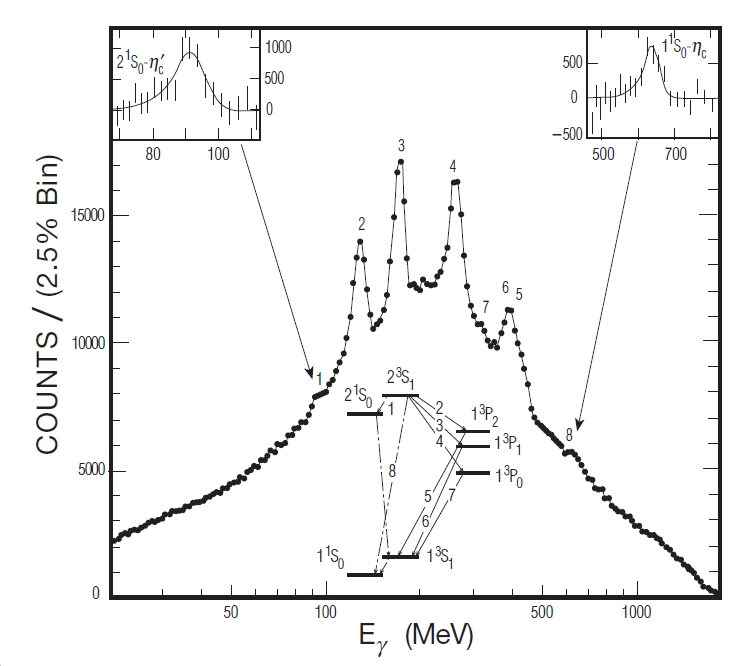 2¹S₀-η′c
1000
500
0
80 100
1¹S₀-ηc
500
0
−500
500 700
COUNTS / (2.5% Bin)
15000
10000
5000
0
1
2
3
4
7
6 5
8
2¹S₀
2³S₁
1³P₂
1³P₁
1³P₀
1
2
3
4
8
5
6
7
1¹S₀
1³S₁
50 100 500 1000
Eγ (MeV)